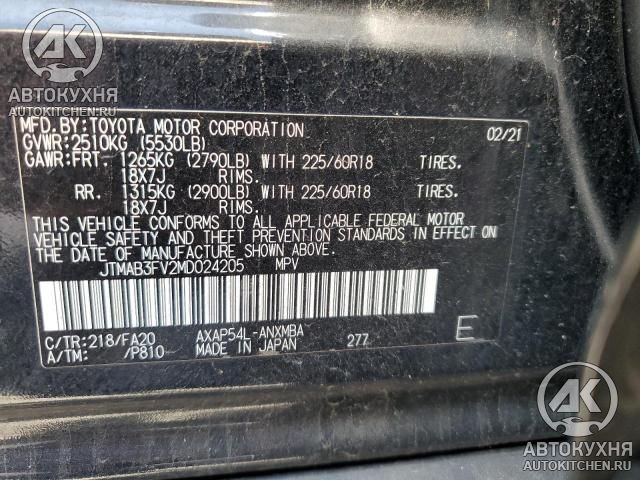 AK
АВТОКУХНЯ
AUTOKITCHEN.RU
MFD.BY:TOYOTA MOTOR CORPORATION 02/21
GVWR:2510KG (5530LB)
GAWR:FRT- 1265KG (2790LB) WITH 225/60R18 TIRES.
18X7J RIMS.
RR. 1315KG (2900LB) WITH 225/60R18 TIRES.
18X7J RIMS.
THIS VEHICLE CONFORMS TO ALL APPLICABLE FEDERAL MOTOR
VEHICLE SAFETY AND THEFT PREVENTION STANDARDS IN EFFECT ON
THE DATE OF MANUFACTURE SHOWN ABOVE.
JTMAB3FV2MD024205 MPV
C/TR:218/FA20 AXAP54L-ANXMBA
A/TM: /P810 MADE IN JAPAN 277 E
AK
АВТОКУХНЯ
AUTOKITCHEN.RU